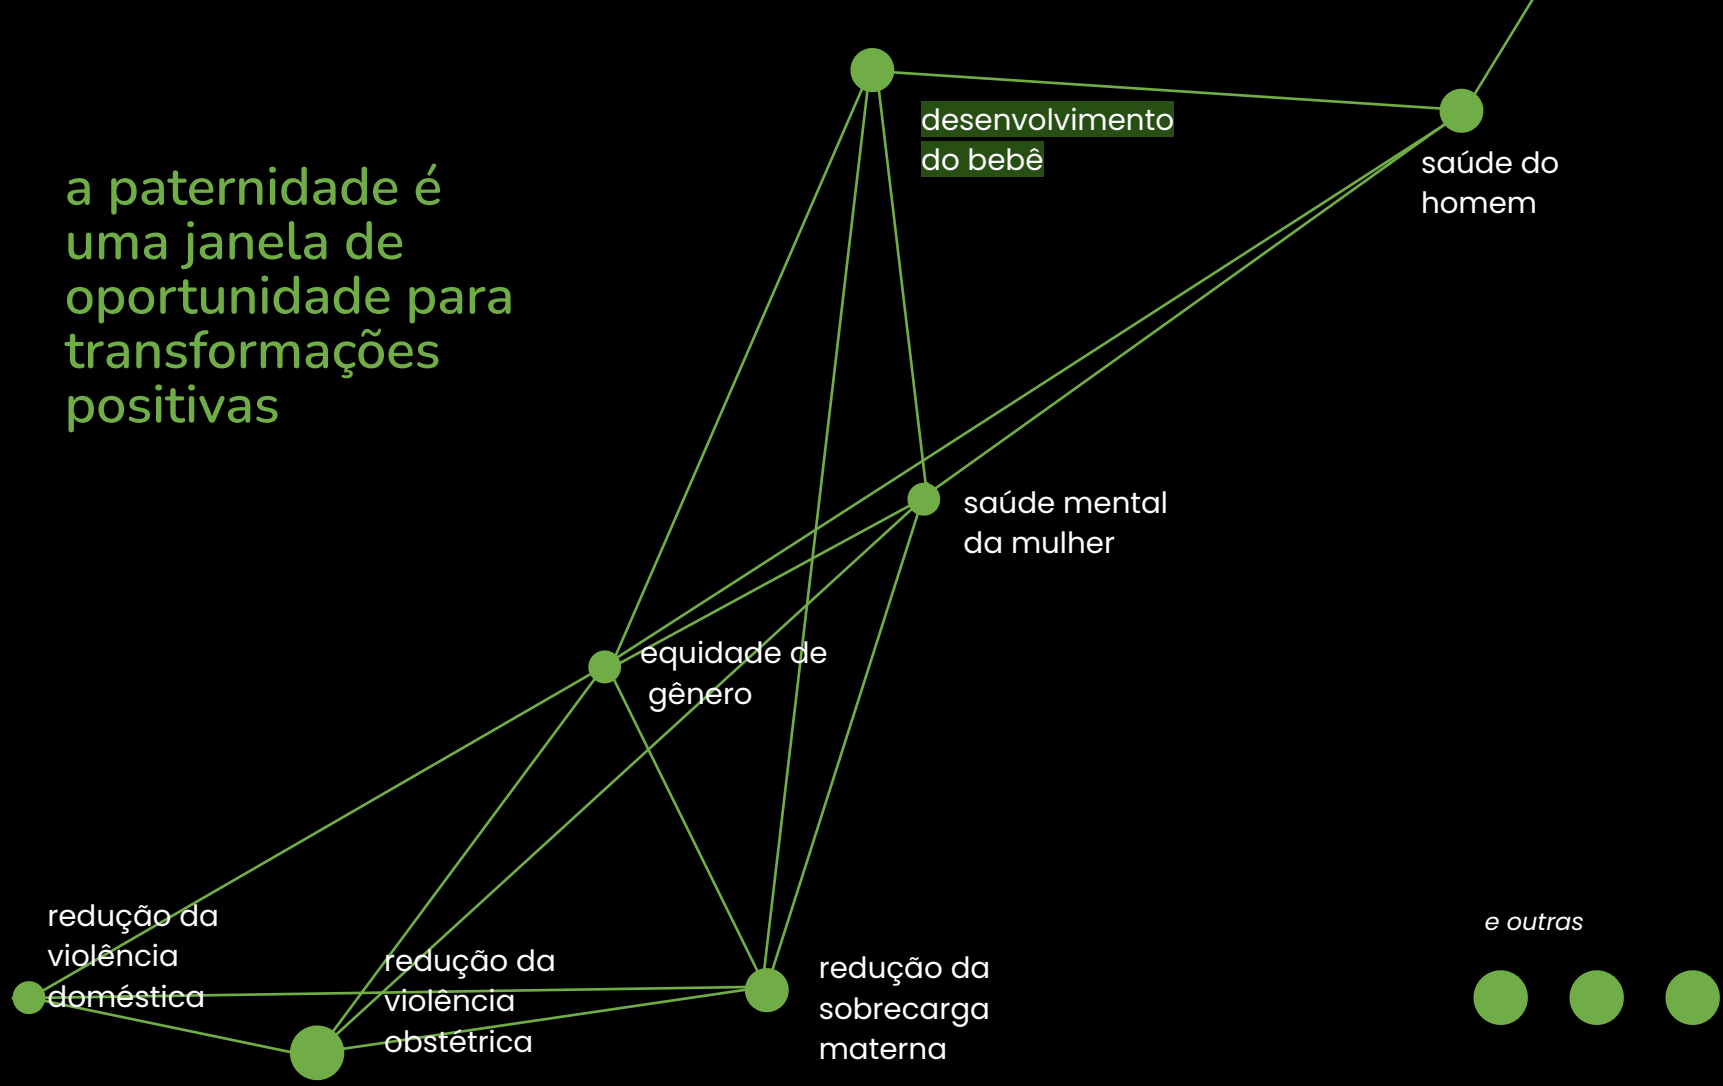 a paternidade é
uma janela de
oportunidade para
transformações
positivas
desenvolvimento
do bebê
saúde do
homem
saúde mental
da mulher
equidade de
gênero
redução da
violência
doméstica
redução da
violência
obstétrica
redução da
sobrecarga
materna
e outras